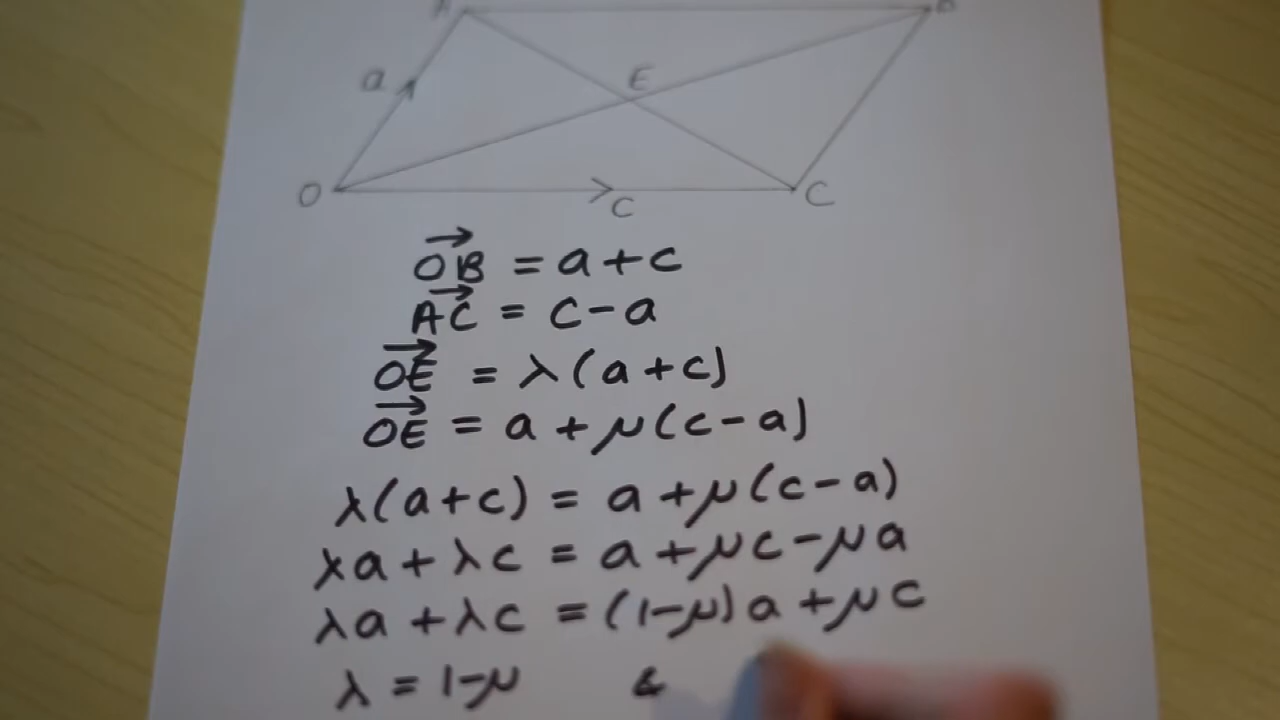 a E
O C C
OB = a + c
AC = c - a
OE = λ(a + c)
OE = a + μ(c - a)
λ(a + c) = a + μ(c - a)
λa + λc = a + μc - μa
λa + λc = (1 - μ)a + μc
λ = 1 - μ &